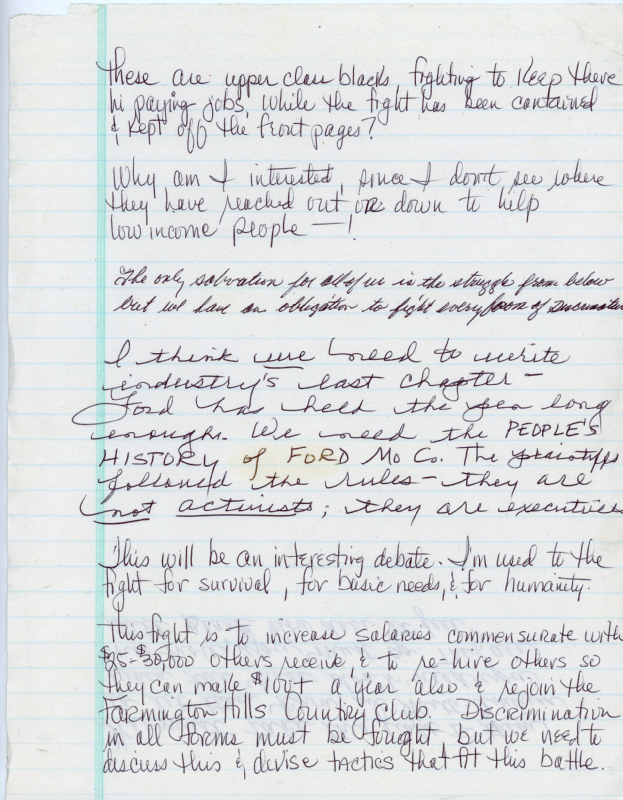 These are upper class blacks, fighting to keep there
hi paying jobs, while the fight has been contained
& kept off the front pages?
Why am I interested, since I don't see where
they have reached out or down to help
low income people —!
The only salvation for all of us is the struggle from below
but we have an obligation to fight every form of
I think we need to write
industry's last chapter –
Ford has held the pen long
enough. We need the PEOPLE'S
HISTORY of FORD Mo Co. The plaintiffs
followed the rules – they are
not activists; they are executives
This will be an interesting debate. I'm used to the
fight for survival, for basic needs, & for humanity.
This fight is to increase salaries commensurate with
$25-$30,000 others receive, & to re-hire others so
they can make $100+ a year also & rejoin the
Farmington Hills Country Club. Discrimination
in all forms must be fought but we need to
discuss this & divise tactics that fit this battle.